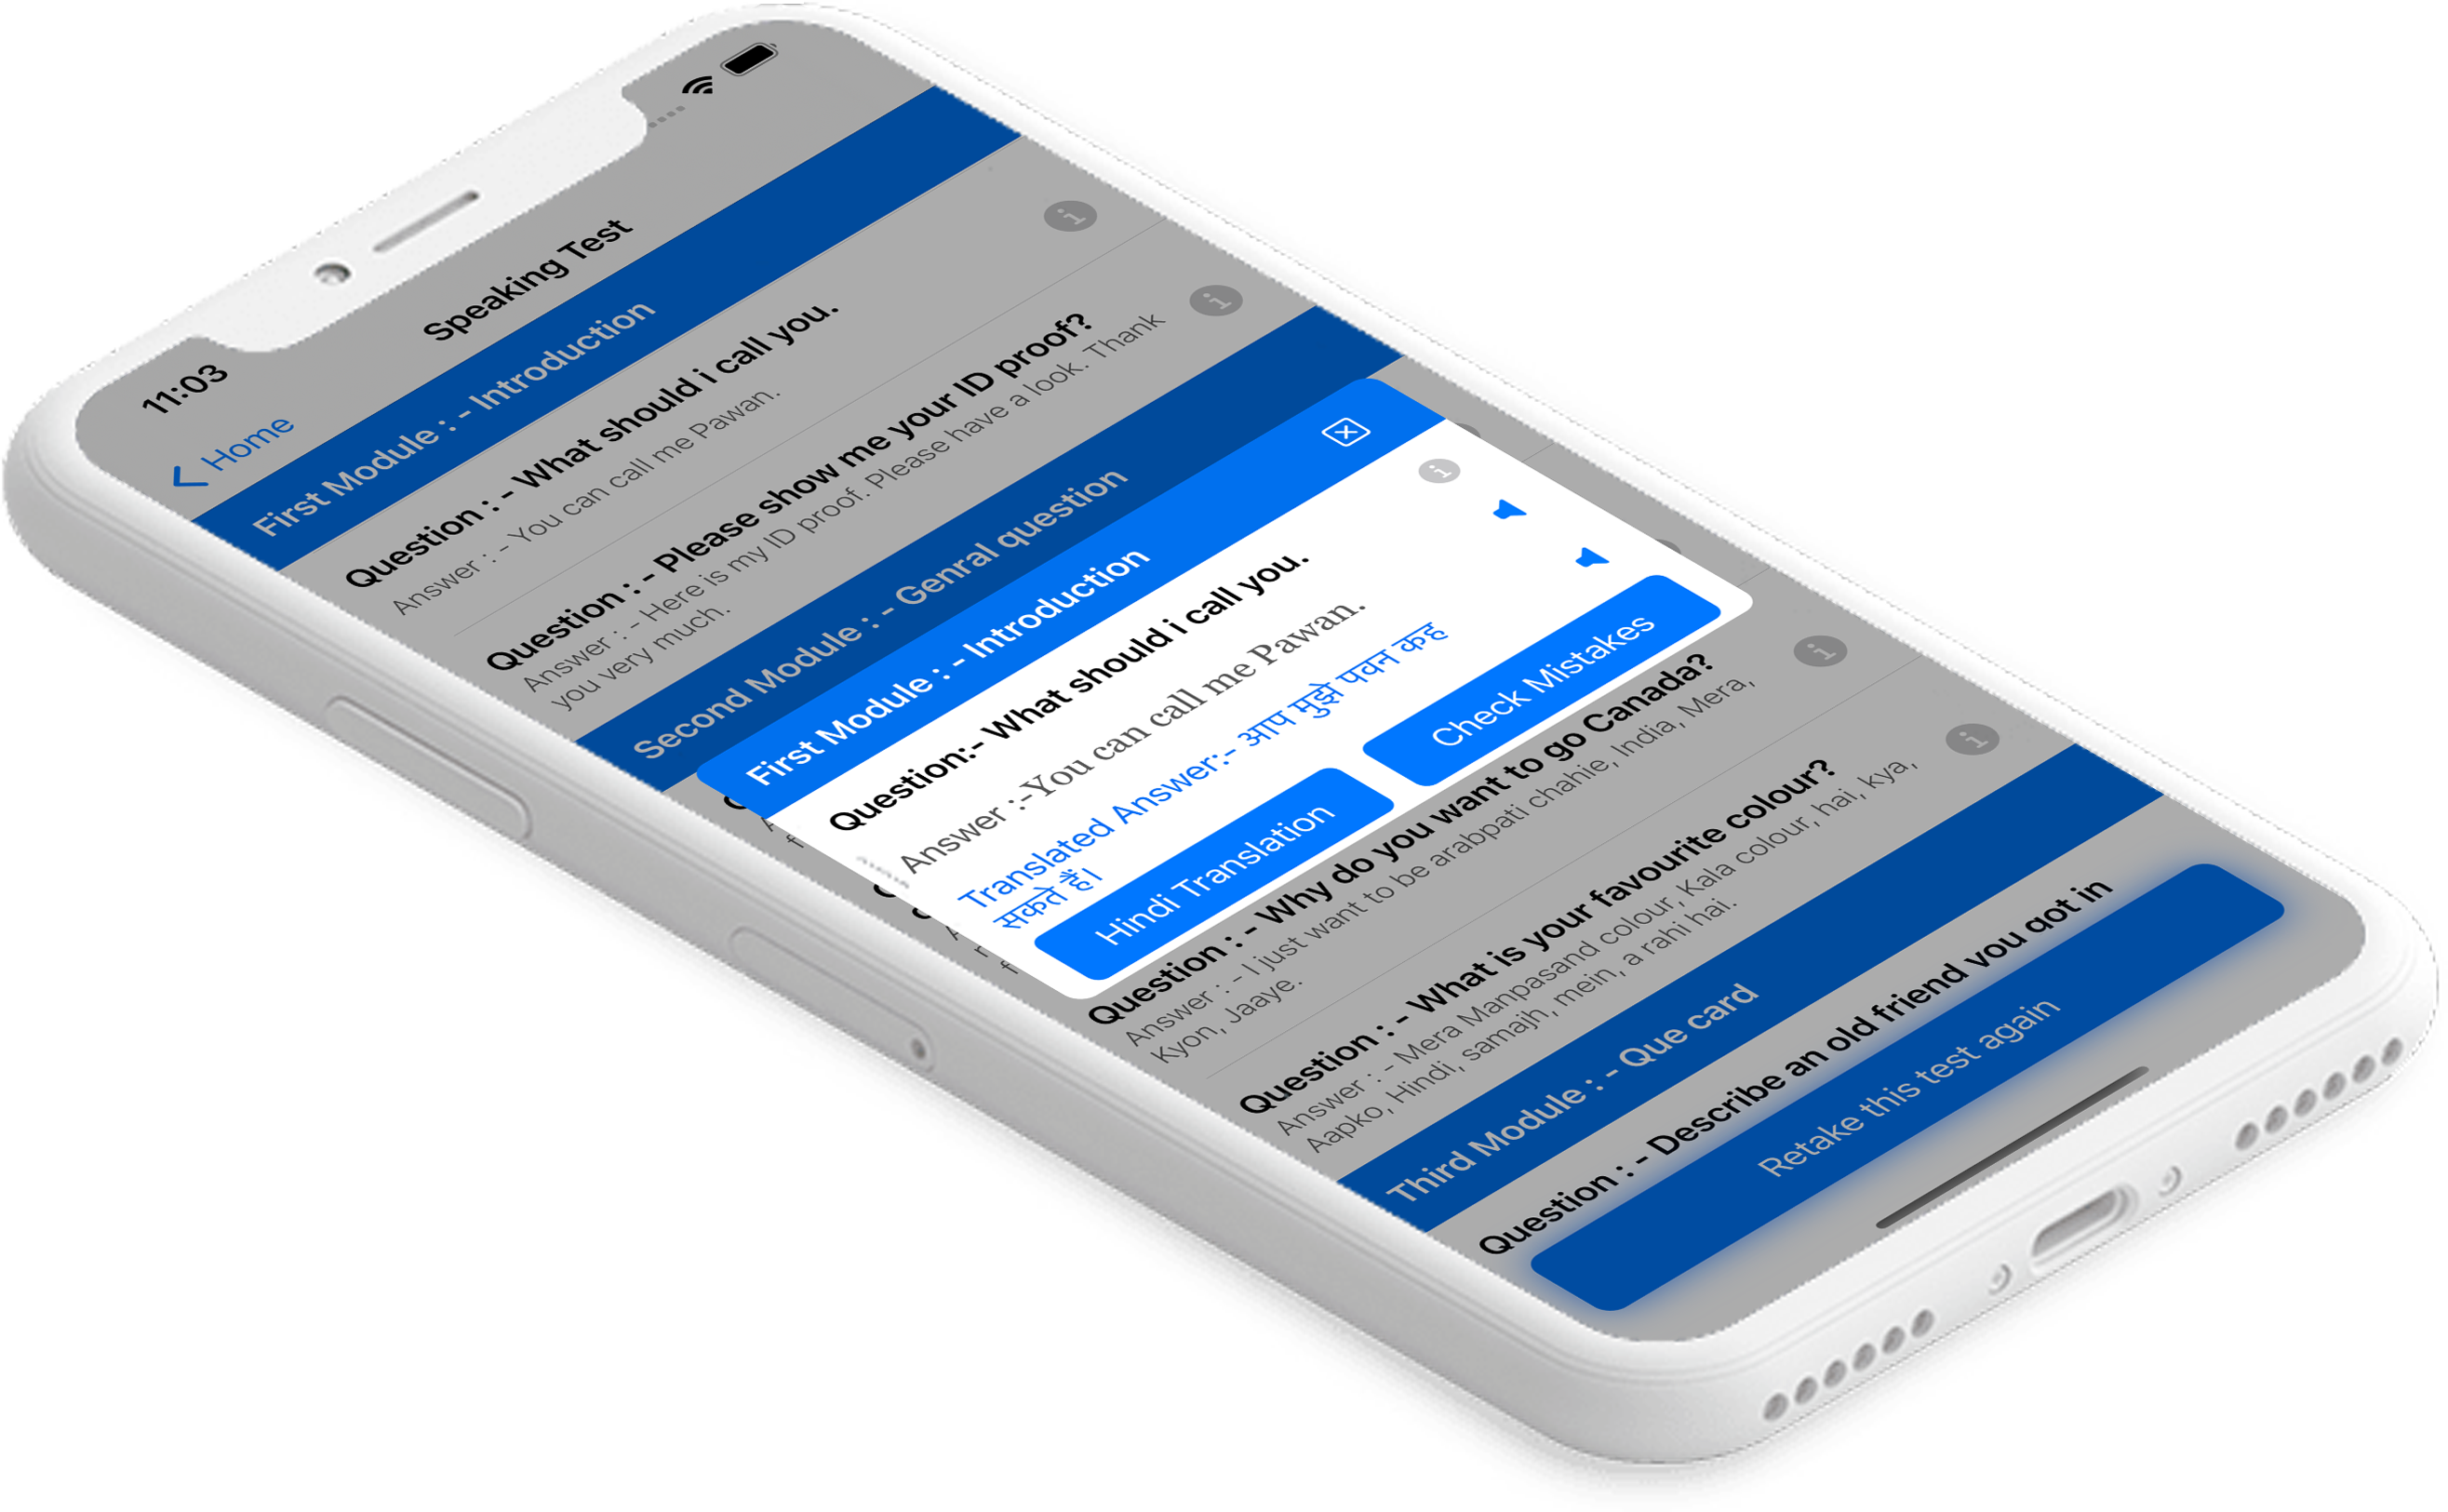 11:03
Home
Speaking Test
First Module : - Introduction
Question : - What should i call you.
Answer : - You can call me Pawan.
Question : - Please show me your ID proof?
Answer : - Here is my ID proof. Please have a look. Thank
you very much.
Second Module : - Genral question
First Module : - Introduction
Question:- What should i call you.
Answer :-You can call me Pawan.
Translated Answer:- आप मुझे पवन कह
सकते हैं।
Hindi Translation
Check Mistakes
Question : - Why do you want to go Canada?
Answer : - I just want to be arabpati chahie, India, Mera,
Kyon, Jaaye.
Question : - What is your favourite colour?
Answer : - Mera Manpasand colour, Kala colour, hai, kya,
Aapko, Hindi, samajh, mein, a rahi hai.
Third Module : - Que card
Question : - Describe an old friend you got in
Retake this test again